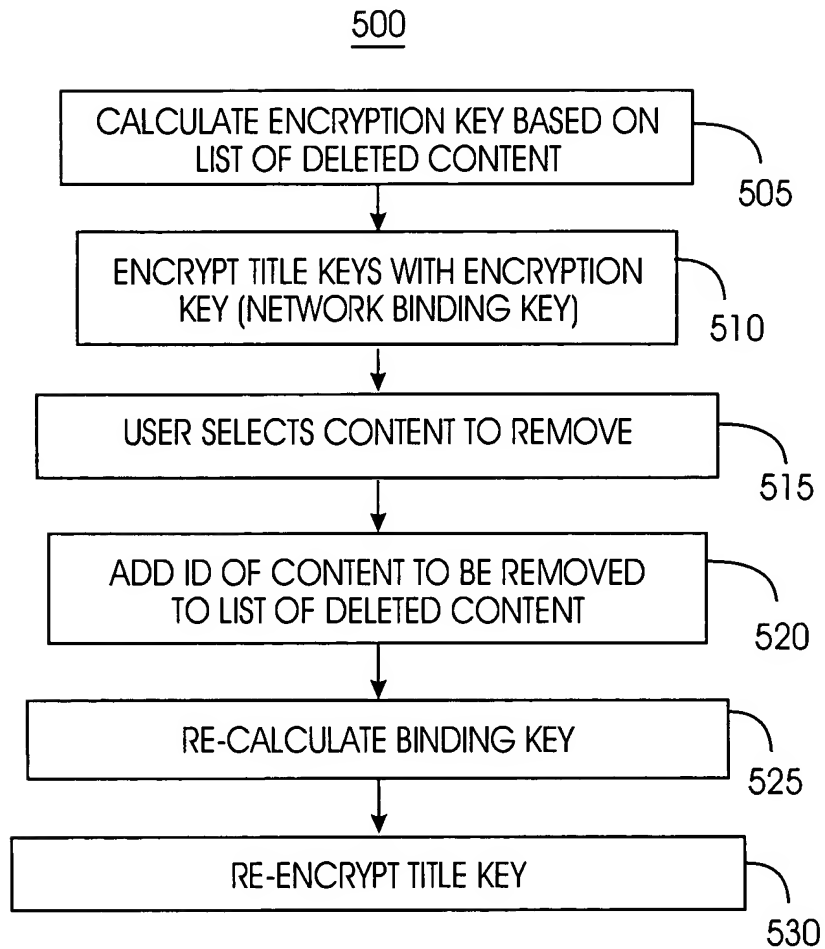 500
CALCULATE ENCRYPTION KEY BASED ON
LIST OF DELETED CONTENT
505
ENCRYPT TITLE KEYS WITH ENCRYPTION
KEY (NETWORK BINDING KEY)
510
USER SELECTS CONTENT TO REMOVE
515
ADD ID OF CONTENT TO BE REMOVED
TO LIST OF DELETED CONTENT
520
RE-CALCULATE BINDING KEY
525
RE-ENCRYPT TITLE KEY
530